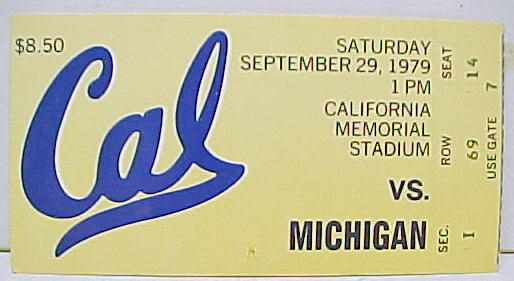 $8.50
Cal
SATURDAY
SEPTEMBER 29, 1979
1 PM
CALIFORNIA
MEMORIAL
STADIUM
VS.
MICHIGAN
SEC. I
ROW 69
SEAT 14
USE GATE 7